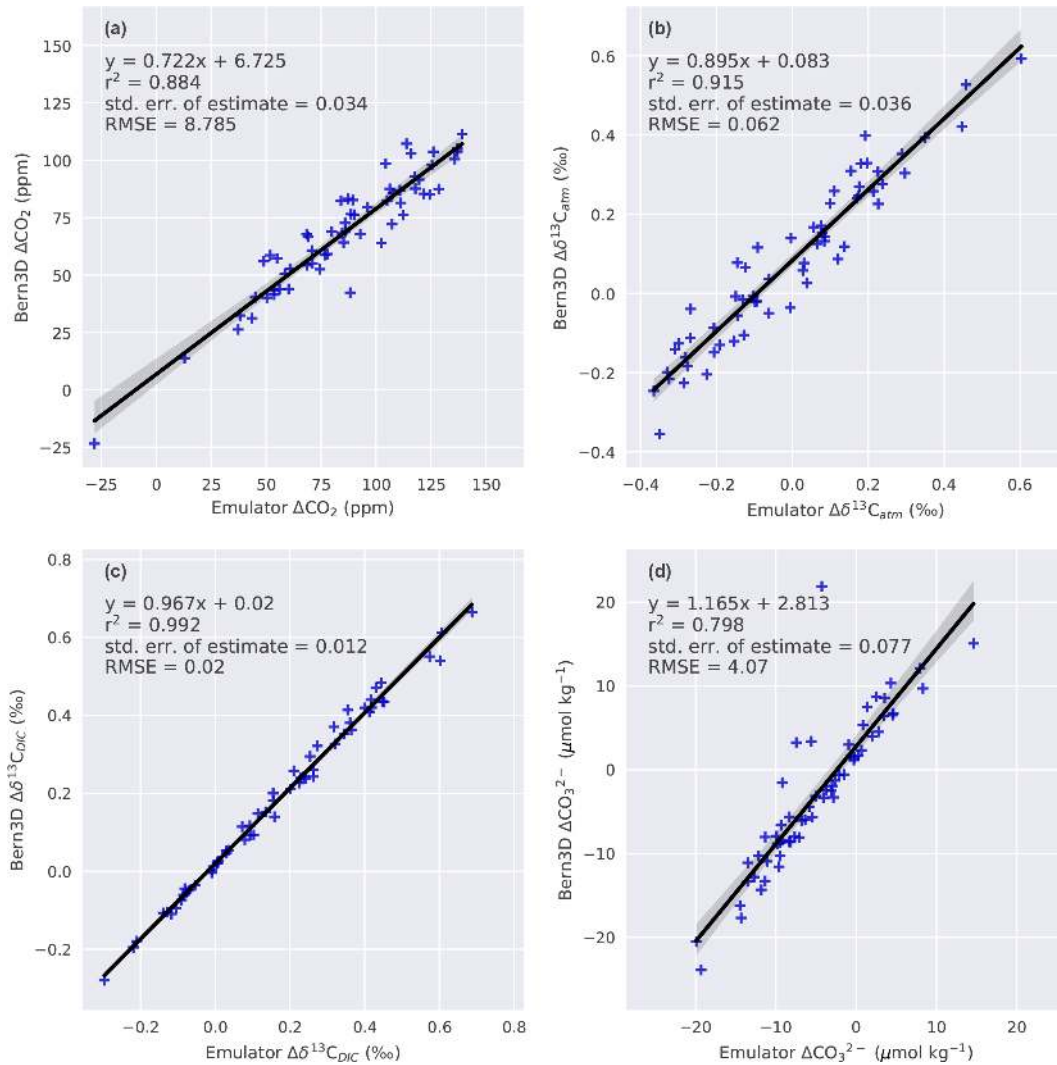 (a)
y = 0.722x + 6.725
r² = 0.884
std. err. of estimate = 0.034
RMSE = 8.785
150
125
100
75
50
25
0
−25
Bern3D ΔCO₂ (ppm)
−25 0 25 50 75 100 125 150
Emulator ΔCO₂ (ppm)
(b)
y = 0.895x + 0.083
r² = 0.915
std. err. of estimate = 0.036
RMSE = 0.062
0.6
0.4
0.2
0.0
−0.2
−0.4
Bern3D Δδ¹³C_atm (‰)
−0.4 −0.2 0.0 0.2 0.4 0.6
Emulator Δδ¹³C_atm (‰)
(c)
y = 0.967x + 0.02
r² = 0.992
std. err. of estimate = 0.012
RMSE = 0.02
0.8
0.6
0.4
0.2
0.0
−0.2
Bern3D Δδ¹³C_DIC (‰)
−0.2 0.0 0.2 0.4 0.6 0.8
Emulator Δδ¹³C_DIC (‰)
(d)
y = 1.165x + 2.813
r² = 0.798
std. err. of estimate = 0.077
RMSE = 4.07
20
10
0
−10
−20
Bern3D ΔCO₃²⁻ (μmol kg⁻¹)
−20 −10 0 10 20
Emulator ΔCO₃²⁻ (μmol kg⁻¹)